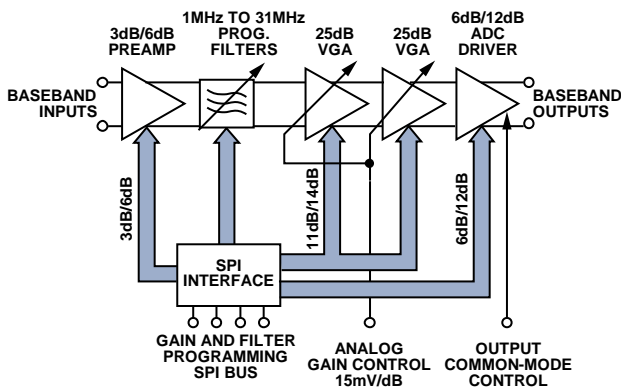 3dB/6dB
PREAMP
1MHz TO 31MHz
PROG.
FILTERS
25dB
VGA
25dB
VGA
6dB/12dB
ADC
DRIVER
BASEBAND
INPUTS
BASEBAND
OUTPUTS
3dB/6dB
11dB/14dB
6dB/12dB
SPI
INTERFACE
GAIN AND FILTER
PROGRAMMING
SPI BUS
ANALOG
GAIN CONTROL
15mV/dB
OUTPUT
COMMON-MODE
CONTROL